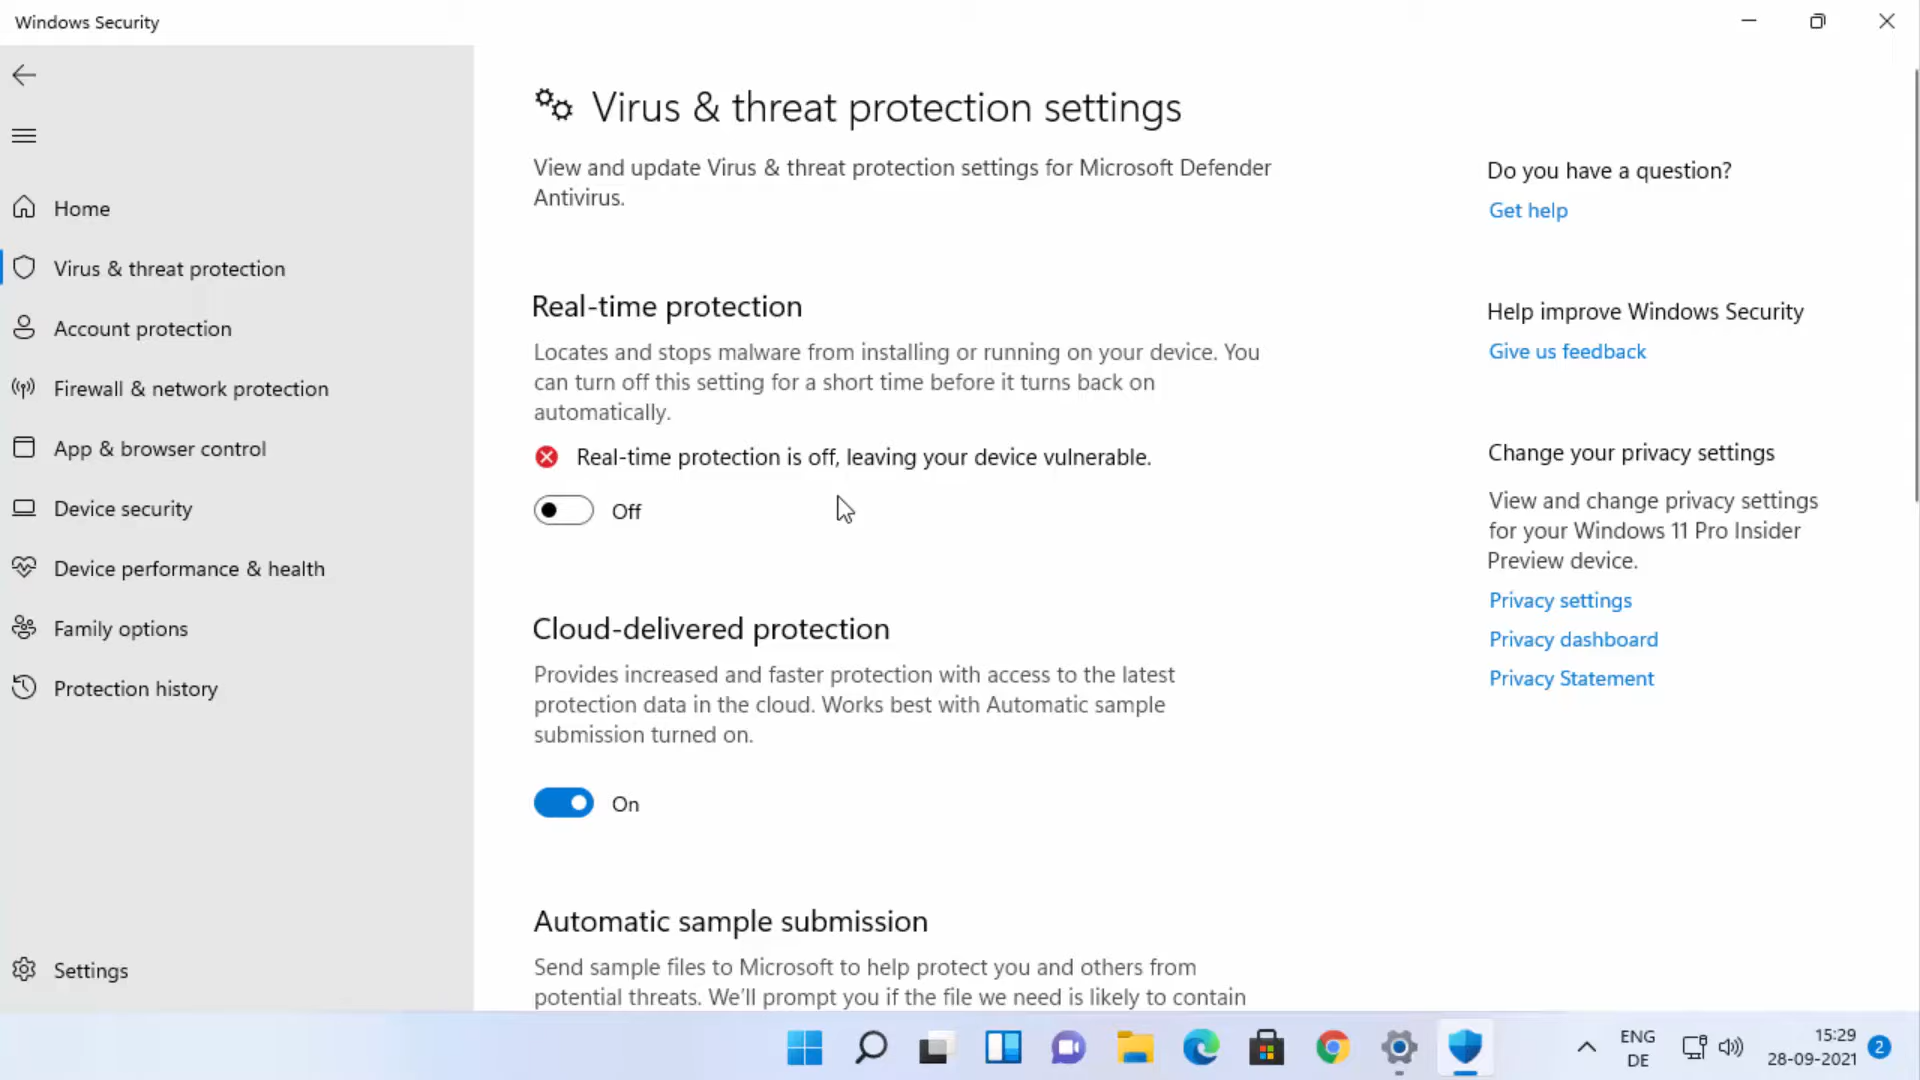 Windows Security
Home
Virus & threat protection
Account protection
Firewall & network protection
App & browser control
Device security
Device performance & health
Family options
Protection history
Settings
Virus & threat protection settings
View and update Virus & threat protection settings for Microsoft Defender
Antivirus.
Real-time protection
Locates and stops malware from installing or running on your device. You
can turn off this setting for a short time before it turns back on
automatically.
Real-time protection is off, leaving your device vulnerable.
Off
Cloud-delivered protection
Provides increased and faster protection with access to the latest
protection data in the cloud. Works best with Automatic sample
submission turned on.
On
Automatic sample submission
Send sample files to Microsoft to help protect you and others from
potential threats. We'll prompt you if the file we need is likely to contain
Do you have a question?
Get help
Help improve Windows Security
Give us feedback
Change your privacy settings
View and change privacy settings
for your Windows 11 Pro Insider
Preview device.
Privacy settings
Privacy dashboard
Privacy Statement
ENG
DE
15:29
28-09-2021
2